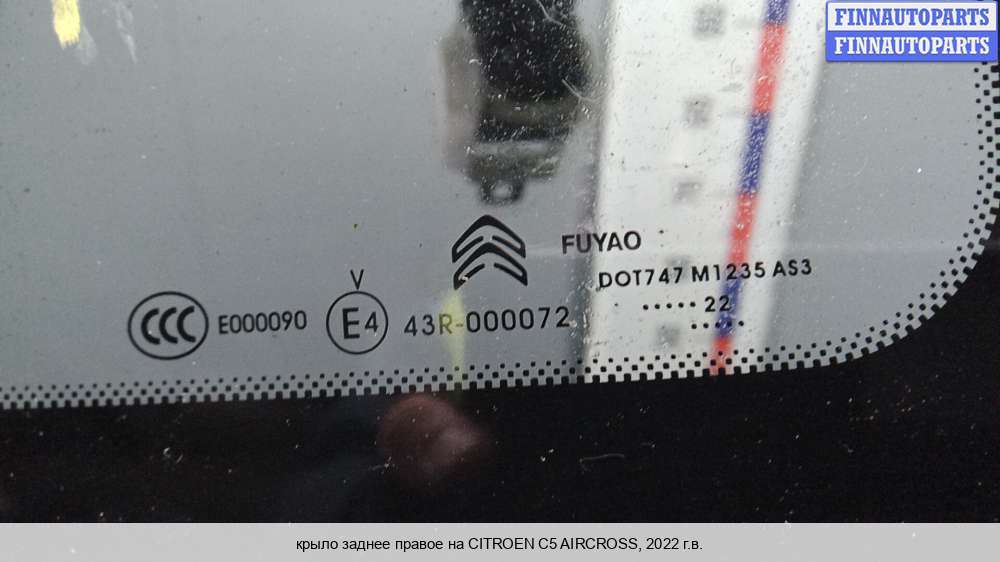 FINNAUTOPARTS
FINNAUTOPARTS
FUYAO
DOT747 M1235 AS3
····· 22
·····
V
CCC E000090 E4 43R-000072
крыло заднее правое на CITROEN C5 AIRCROSS, 2022 г.в.